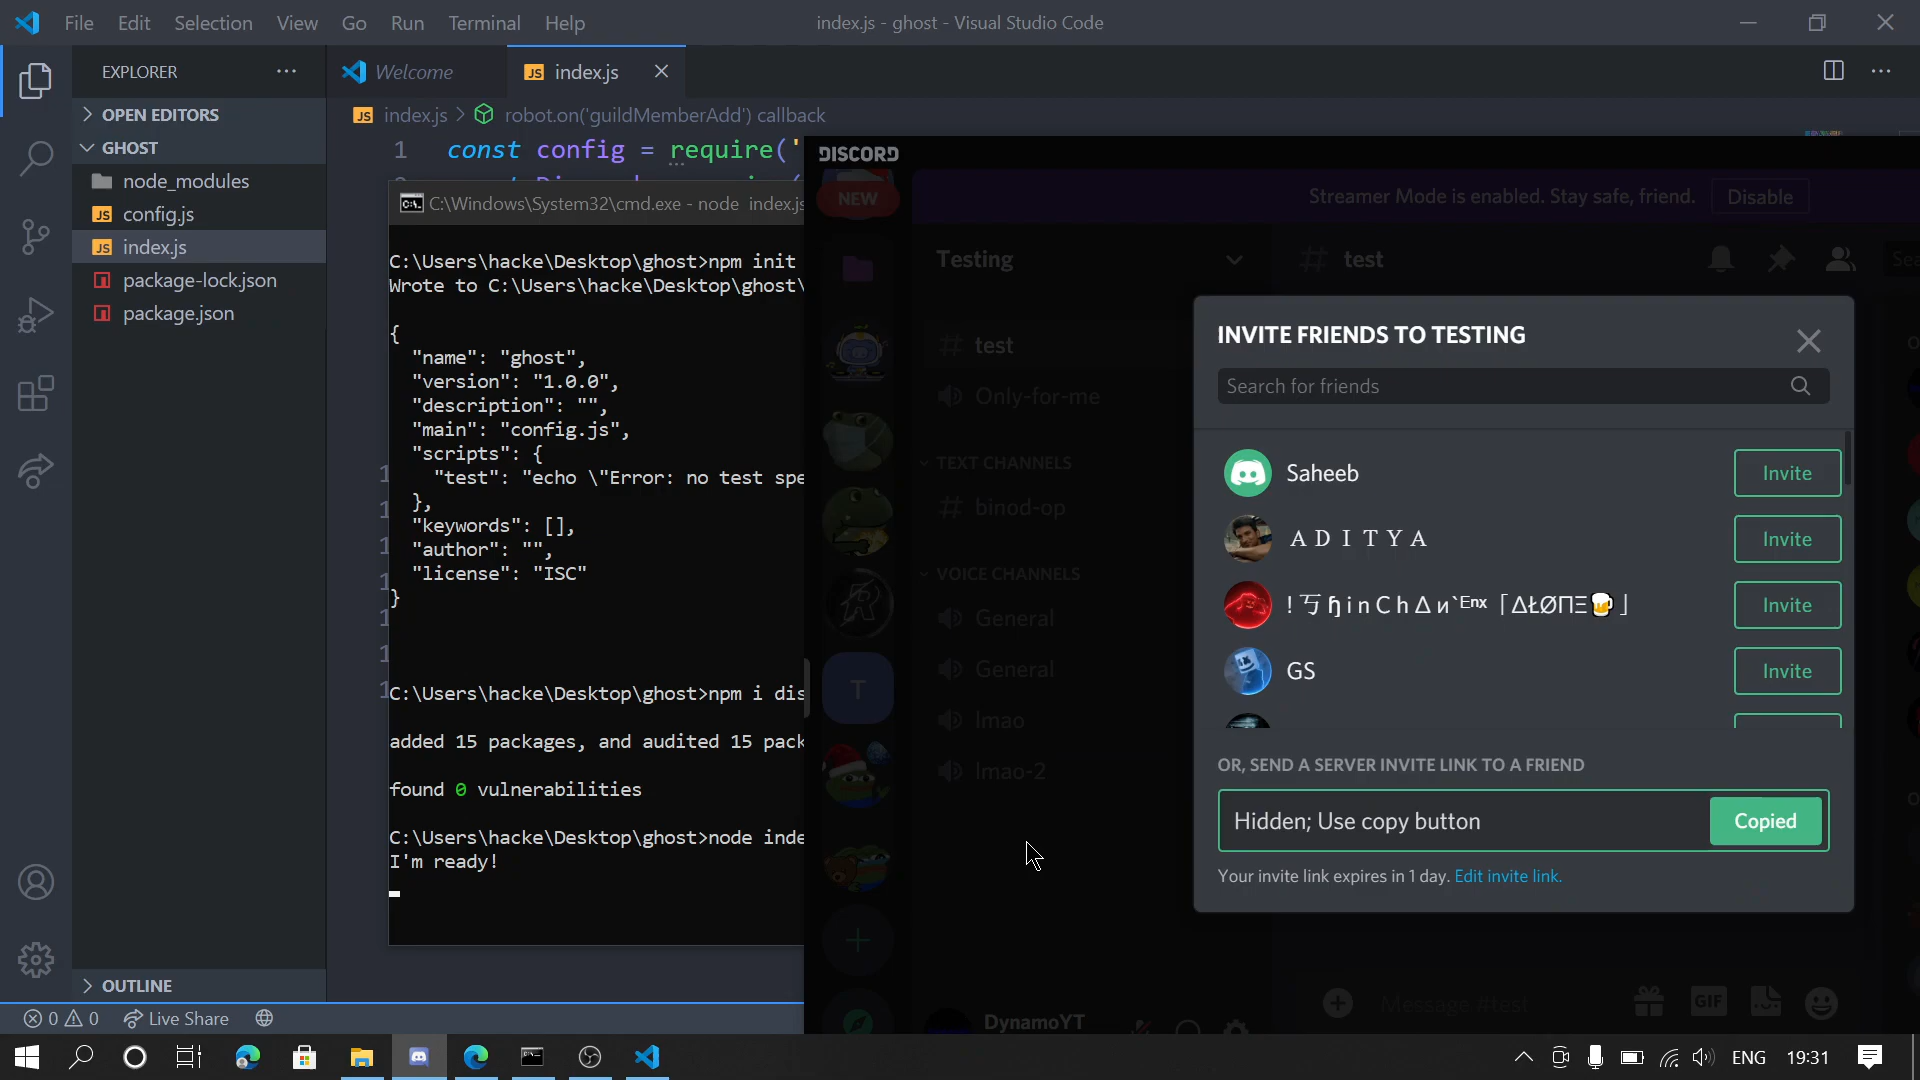 File Edit Selection View Go Run Terminal Help
index.js - ghost - Visual Studio Code
EXPLORER
Welcome
JS index.js
OPEN EDITORS
GHOST
node_modules
JS config.js
JS index.js
package-lock.json
package.json
OUTLINE
JS index.js > robot.on('guildMemberAdd') callback
1 const config = require('
C:\Windows\System32\cmd.exe - node index.js
C:\Users\hacke\Desktop\ghost>npm init
Wrote to C:\Users\hacke\Desktop\ghost\
{
"name": "ghost",
"version": "1.0.0",
"description": "",
"main": "config.js",
"scripts": {
"test": "echo \"Error: no test spe
},
"keywords": [],
"author": "",
"license": "ISC"
}
C:\Users\hacke\Desktop\ghost>npm i dis
added 15 packages, and audited 15 pack
found 0 vulnerabilities
C:\Users\hacke\Desktop\ghost>node inde
I'm ready!
DISCORD
NEW
Streamer Mode is enabled. Stay safe, friend.
Disable
Testing
test
test
Only-for-me
TEXT CHANNELS
binod-op
VOICE CHANNELS
General
General
T
lmao
lmao-2
DynamoYT
INVITE FRIENDS TO TESTING
Search for friends
Saheeb Invite
A D I T Y A Invite
Invite
GS Invite
OR, SEND A SERVER INVITE LINK TO A FRIEND
Hidden; Use copy button
Copied
Your invite link expires in 1 day. Edit invite link.
Message #test
GIF
0 0 Live Share
ENG 19:31